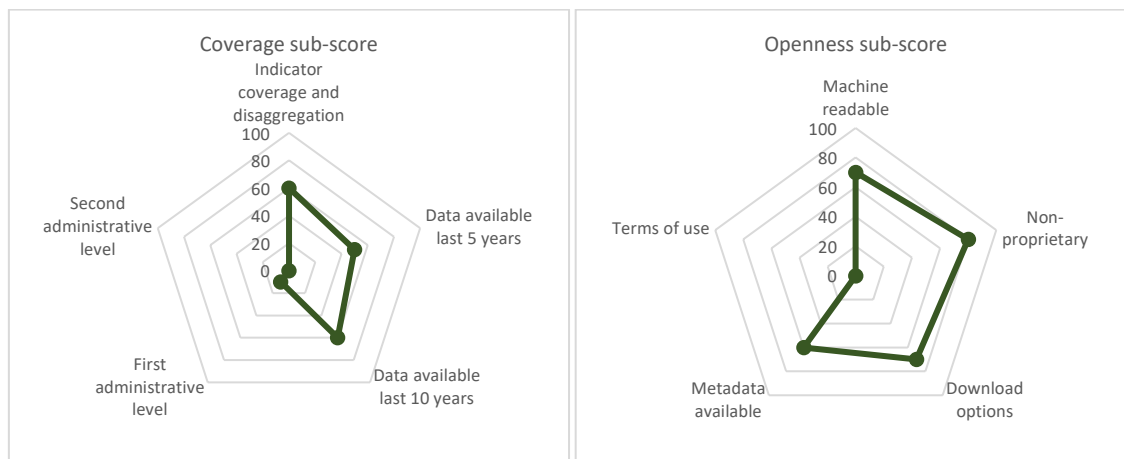 Coverage sub-score
Indicator
coverage and
disaggregation
100
80
60
40
20
0
Data available
last 5 years
Data available
last 10 years
First
administrative
level
Second
administrative
level
Openness sub-score
Machine
readable
100
80
60
40
20
0
Non-
proprietary
Download
options
Metadata
available
Terms of use